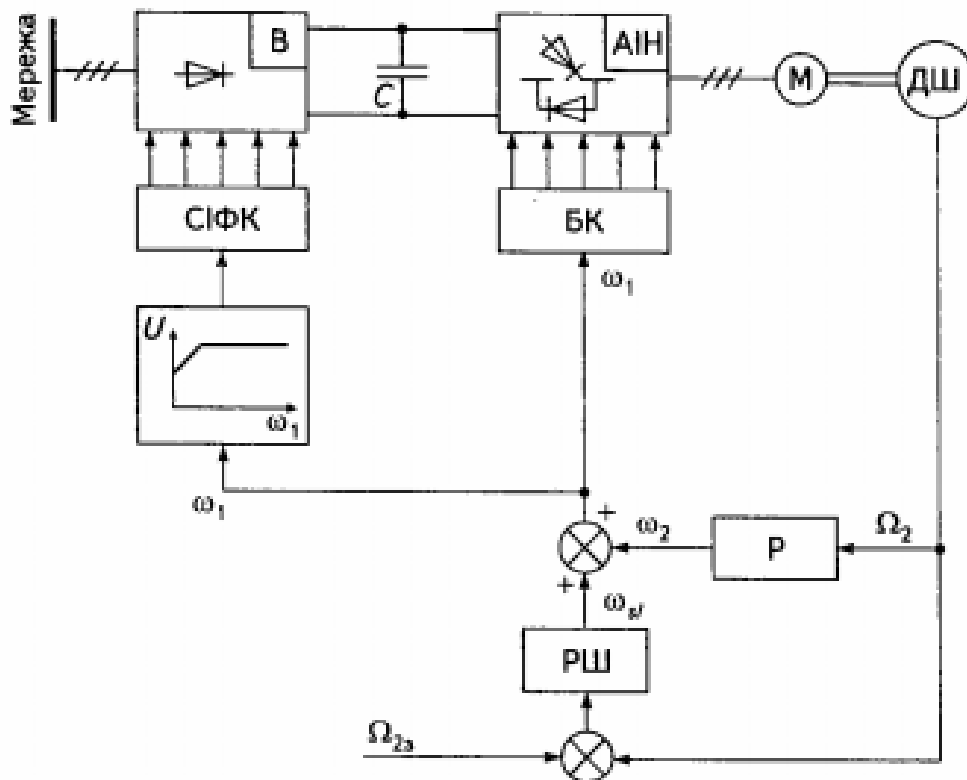 Мережа
В
C
АІН
М
ДШ
СІФК
БК
ω₁
U
ω₁
ω₁
+
ω₂
Р
Ω₂
+
ωₛₗ
РШ
Ω₂з